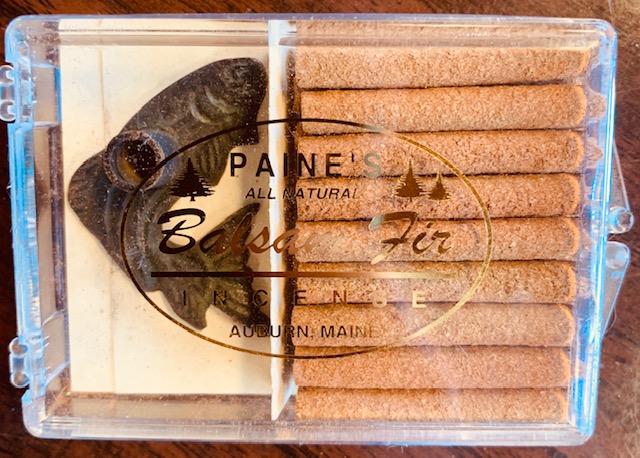 PAINE'S
ALL NATURAL
Balsam Fir
INCENSE
AUBURN, MAINE